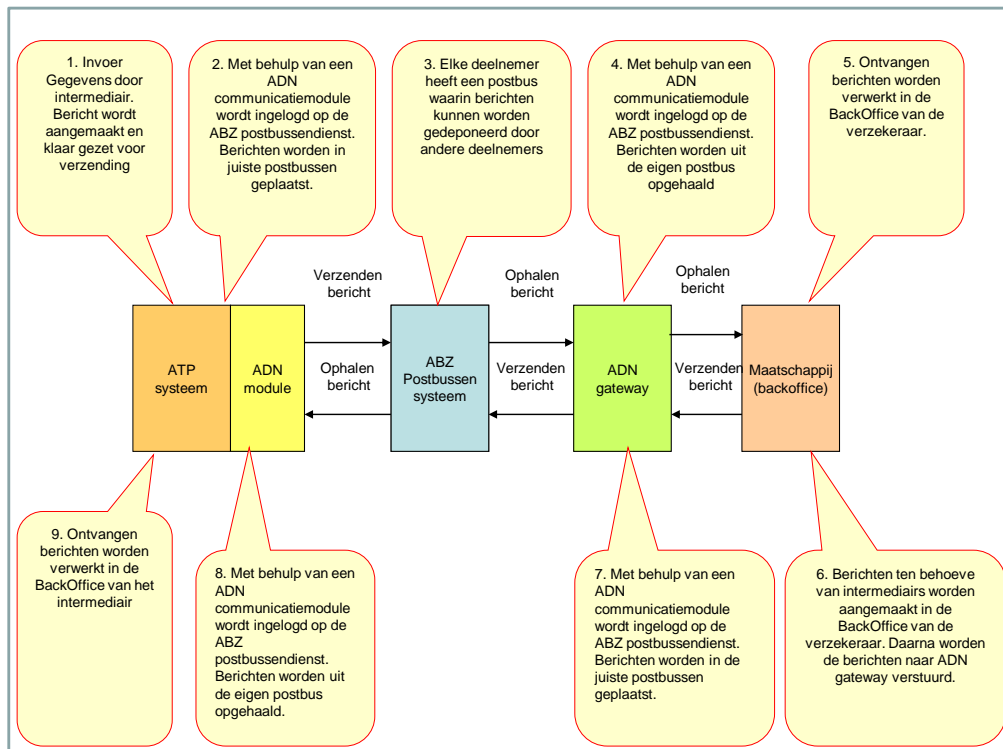 1. Invoer
Gegevens door
intermediair.
Bericht wordt
aangemaakt en
klaar gezet voor
verzending
2. Met behulp van een
ADN
communicatiemodule
wordt ingelogd op de
ABZ postbussendienst.
Berichten worden in
juiste postbussen
geplaatst.
3. Elke deelnemer
heeft een postbus
waarin berichten
kunnen worden
gedeponeerd door
andere deelnemers
4. Met behulp van een
ADN
communicatiemodule
wordt ingelogd op de
ABZ postbussendienst.
Berichten worden uit
de eigen postbus
opgehaald
5. Ontvangen
berichten worden
verwerkt in de
BackOffice van de
verzekeraar.
Verzenden
bericht
Ophalen
bericht
Ophalen
bericht
ATP
systeem
ADN
module
Ophalen
bericht
ABZ
Postbussen
systeem
Verzenden
bericht
ADN
gateway
Verzenden
bericht
Maatschappij
(backoffice)
9. Ontvangen
berichten worden
verwerkt in de
BackOffice van het
intermediair
8. Met behulp van een
ADN
communicatiemodule
wordt ingelogd op de
ABZ
postbussendienst.
Berichten worden uit
de eigen postbus
opgehaald.
7. Met behulp van een
ADN
communicatiemodule
wordt ingelogd op de
ABZ postbussendienst.
Berichten worden in de
juiste postbussen
geplaatst.
6. Berichten ten behoeve
van intermediairs worden
aangemaakt in de
BackOffice van de
verzekeraar. Daarna worden
de berichten naar ADN
gateway verstuurd.